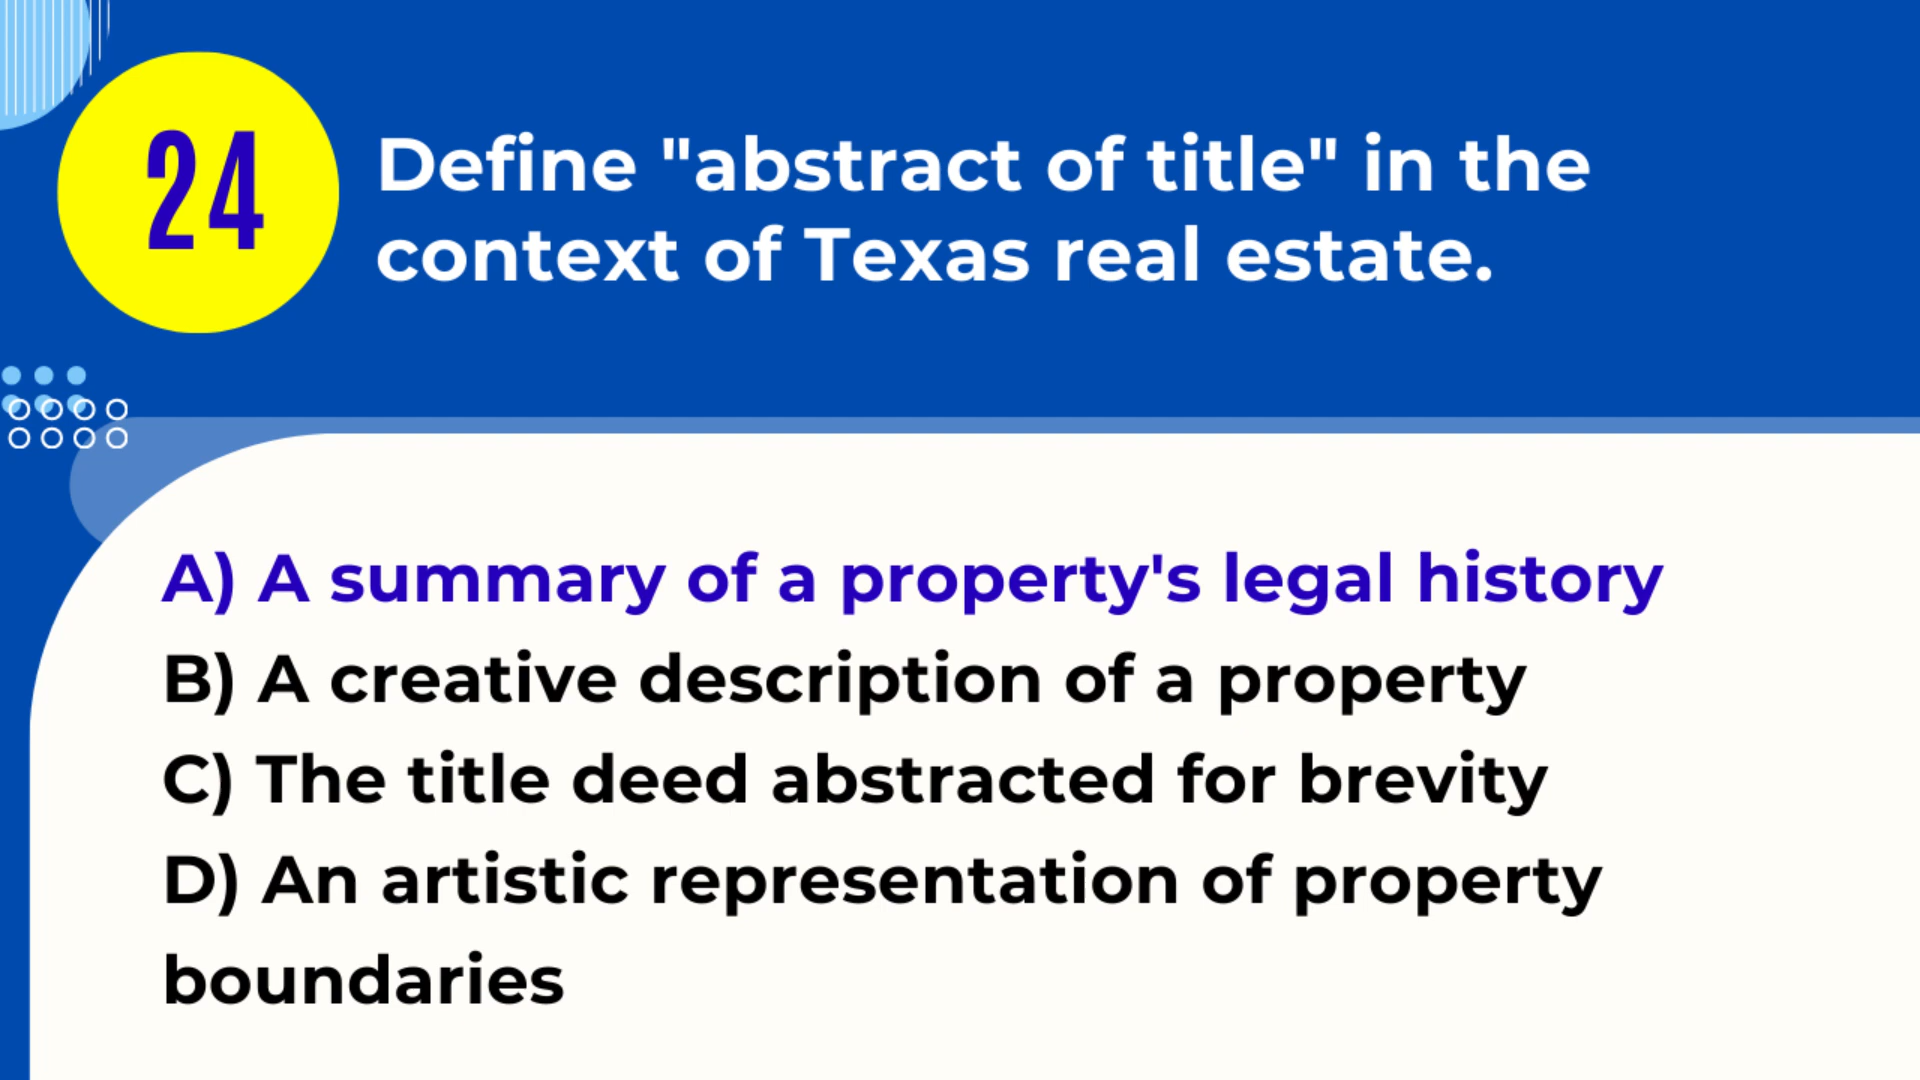 24
Define "abstract of title" in the
context of Texas real estate.
A) A summary of a property's legal history
B) A creative description of a property
C) The title deed abstracted for brevity
D) An artistic representation of property
boundaries